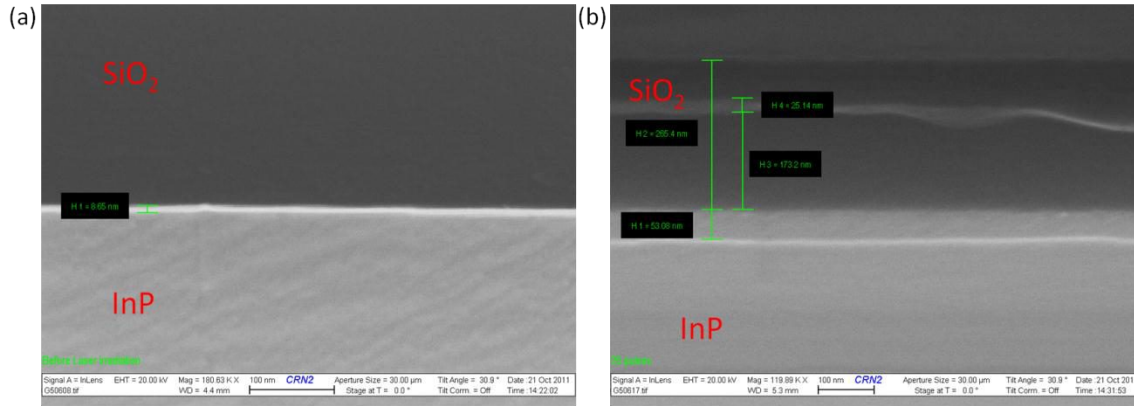 (a)
SiO₂
H 1 = 8.65 nm
InP
Before Laser irradiation
Signal A = InLens EHT = 20.00 kV Mag = 180.63 K X 100 nm CRN2 Aperture Size = 30.00 µm Tilt Angle = 30.9 ° Date :21 Oct 2011
G50808.tif WD = 4.4 mm Stage at T = 0.0 ° Tilt Corrn. = Off Time :14:22:02
(b)
SiO₂
H 4 = 25.14 nm
H 2 = 265.4 nm
H 3 = 173.2 nm
H 1 = 53.08 nm
InP
Signal A = InLens EHT = 20.00 kV Mag = 119.89 K X 100 nm CRN2 Aperture Size = 30.00 µm Tilt Angle = 30.9 ° Date :21 Oct 201
G50817.tif WD = 5.3 mm Stage at T = 0.0 ° Tilt Corrn. = Off Time :14:31:53